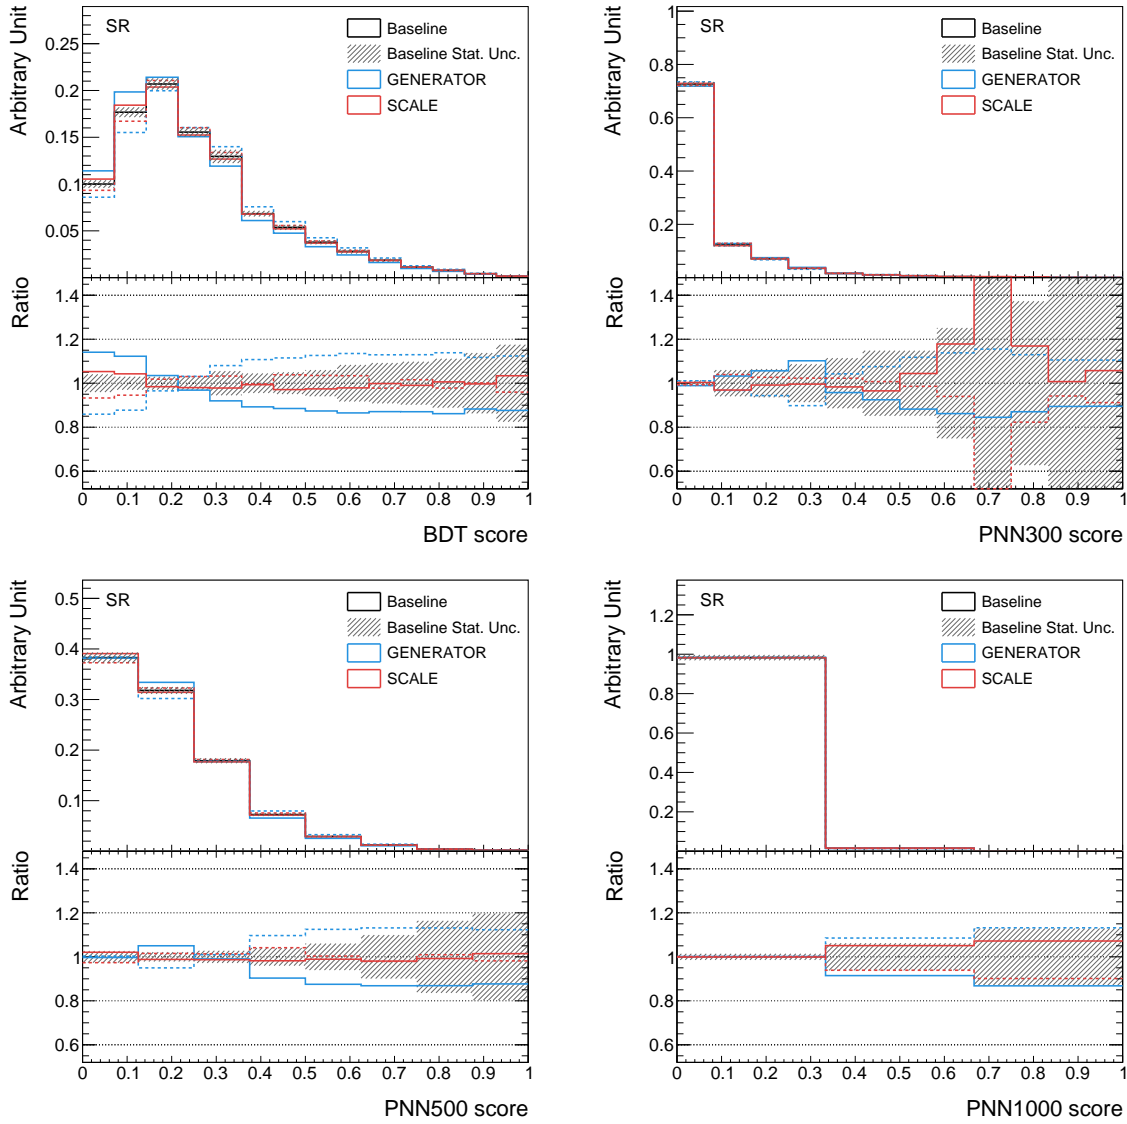 Arbitrary Unit
SR
Baseline
Baseline Stat. Unc.
GENERATOR
SCALE
0.25
0.2
0.15
0.1
0.05
Ratio
1.4
1.2
1
0.8
0.6
0 0.1 0.2 0.3 0.4 0.5 0.6 0.7 0.8 0.9 1
BDT score
Arbitrary Unit
SR
Baseline
Baseline Stat. Unc.
GENERATOR
SCALE
1
0.8
0.6
0.4
0.2
Ratio
1.4
1.2
1
0.8
0.6
0 0.1 0.2 0.3 0.4 0.5 0.6 0.7 0.8 0.9 1
PNN300 score
Arbitrary Unit
SR
Baseline
Baseline Stat. Unc.
GENERATOR
SCALE
0.5
0.4
0.3
0.2
0.1
Ratio
1.4
1.2
1
0.8
0.6
0 0.1 0.2 0.3 0.4 0.5 0.6 0.7 0.8 0.9 1
PNN500 score
Arbitrary Unit
SR
Baseline
Baseline Stat. Unc.
GENERATOR
SCALE
1.2
1
0.8
0.6
0.4
0.2
Ratio
1.4
1.2
1
0.8
0.6
0 0.1 0.2 0.3 0.4 0.5 0.6 0.7 0.8 0.9 1
PNN1000 score